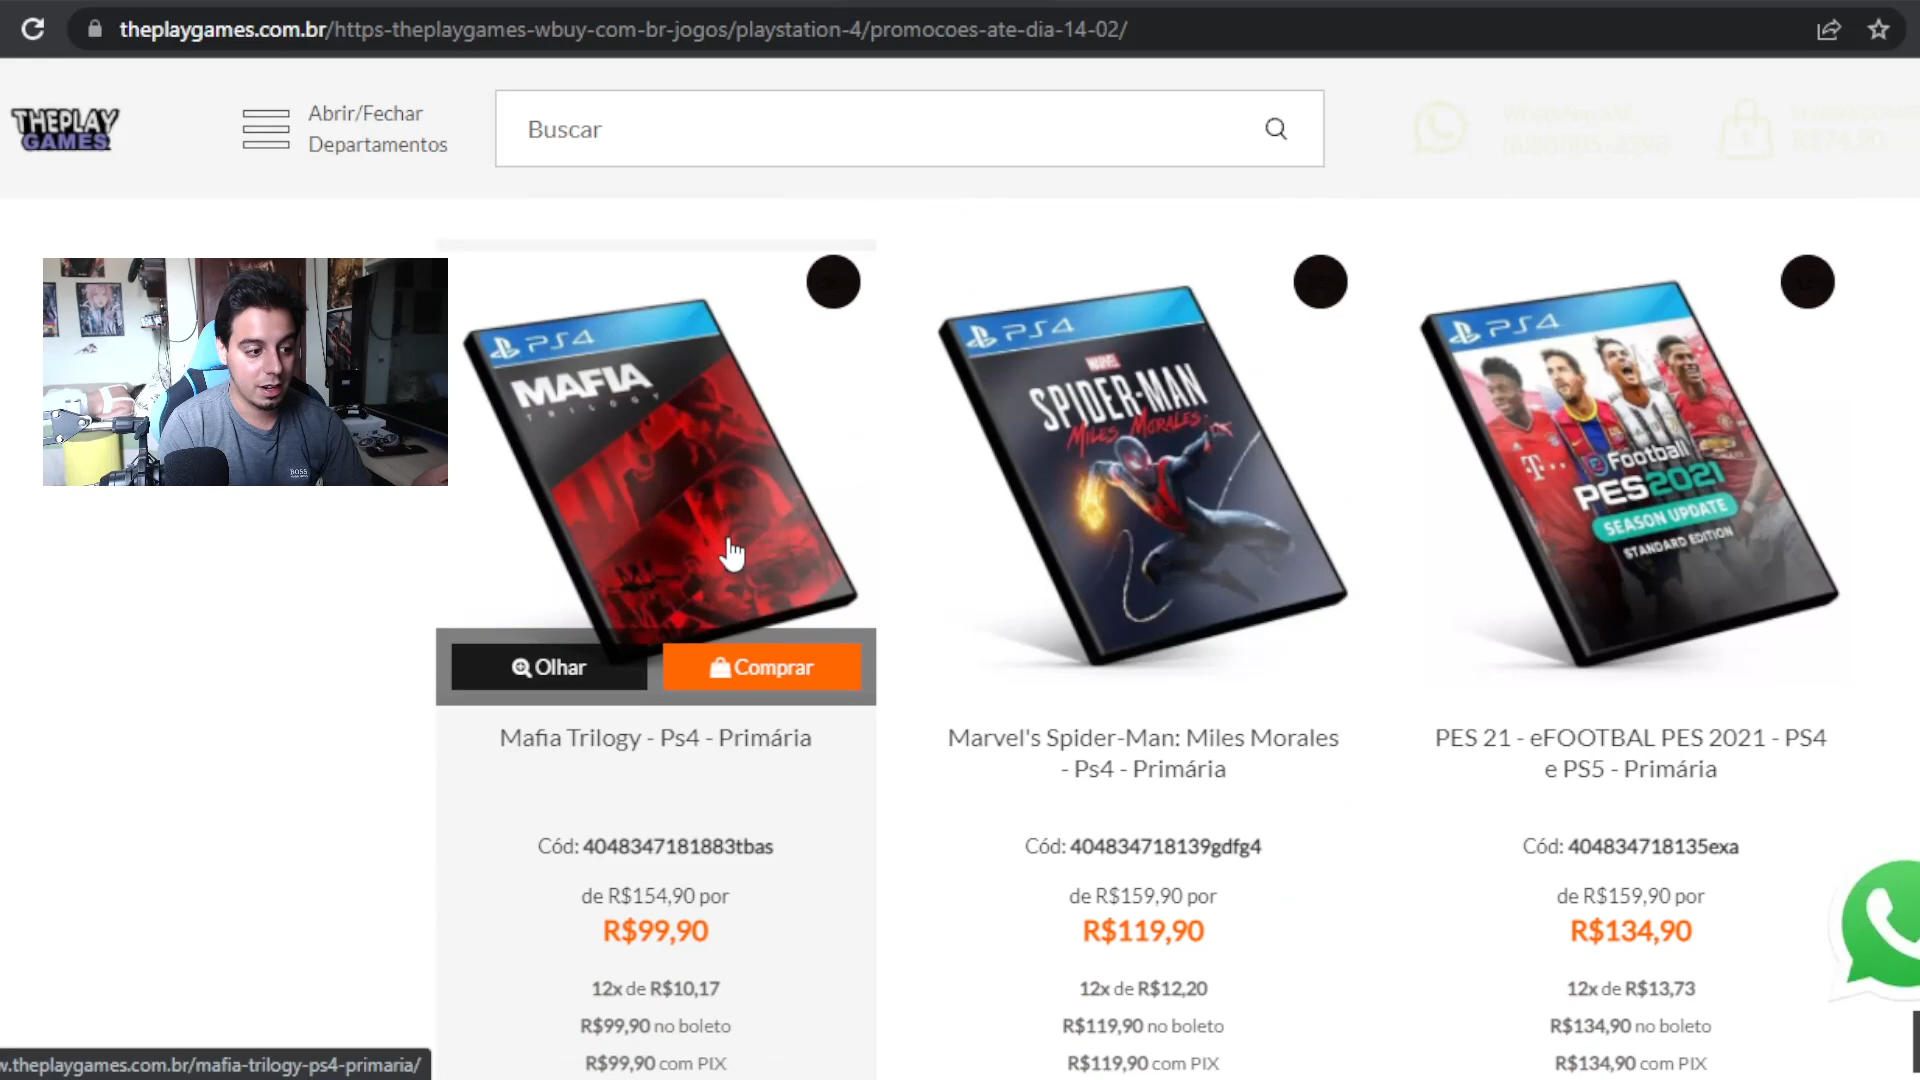 theplaygames.com.br/https-theplaygames-wbuy-com-br-jogos/playstation-4/promocoes-ate-dia-14-02/
THEPLAY
GAMES
Abrir/Fechar
Departamentos
Buscar
R$74,90
PS4
MAFIA
TRILOGY
PS4
MARVEL
SPIDER-MAN
MILES MORALES
PS4
eFootball
PES2021
SEASON UPDATE
STANDARD EDITION
BOSS
Olhar
Comprar
Mafia Trilogy - Ps4 - Primária
Marvel's Spider-Man: Miles Morales
- Ps4 - Primária
PES 21 - eFOOTBAL PES 2021 - PS4
e PS5 - Primária
Cód: 4048347181883tbas
Cód: 404834718139gdfg4
Cód: 404834718135exa
de R$154,90 por
de R$159,90 por
de R$159,90 por
R$99,90
R$119,90
R$134,90
12x de R$10,17
12x de R$12,20
12x de R$13,73
R$99,90 no boleto
R$119,90 no boleto
R$134,90 no boleto
R$99,90 com PIX
R$119,90 com PIX
R$134,90 com PIX
w.theplaygames.com.br/mafia-trilogy-ps4-primaria/